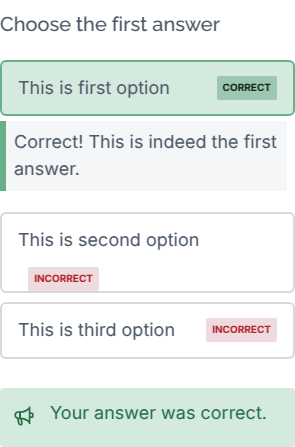 Choose the first answer
This is first option CORRECT
Correct! This is indeed the first
answer.
This is second option
INCORRECT
This is third option INCORRECT
Your answer was correct.